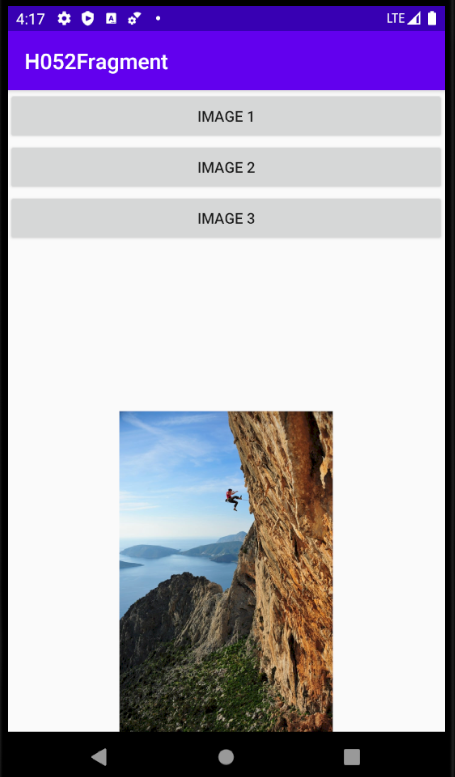 4:17 LTE
H052Fragment
IMAGE 1
IMAGE 2
IMAGE 3